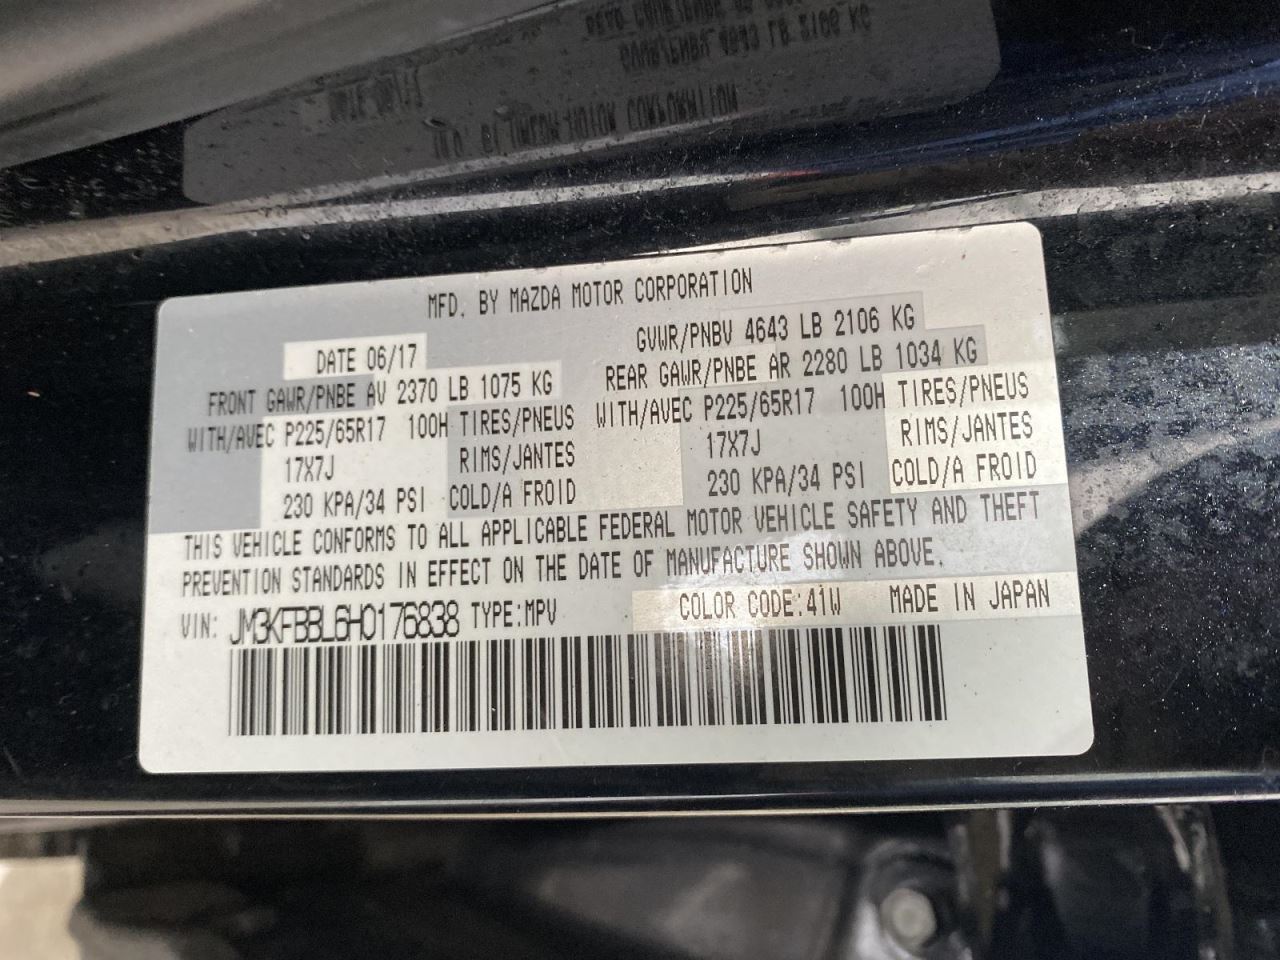 MFD. BY MAZDA MOTOR CORPORATION
DATE 06/17 GVWR/PNBV 4643 LB 2106 KG
FRONT GAWR/PNBE AV 2370 LB 1075 KG REAR GAWR/PNBE AR 2280 LB 1034 KG
WITH/AVEC P225/65R17 100H TIRES/PNEUS WITH/AVEC P225/65R17 100H TIRES/PNEUS
17X7J RIMS/JANTES 17X7J RIMS/JANTES
230 KPA/34 PSI COLD/A FROID 230 KPA/34 PSI COLD/A FROID
THIS VEHICLE CONFORMS TO ALL APPLICABLE FEDERAL MOTOR VEHICLE SAFETY AND THEFT
PREVENTION STANDARDS IN EFFECT ON THE DATE OF MANUFACTURE SHOWN ABOVE.
VIN: JM3KFBBL6H0176838 TYPE:MPV COLOR CODE:41W MADE IN JAPAN